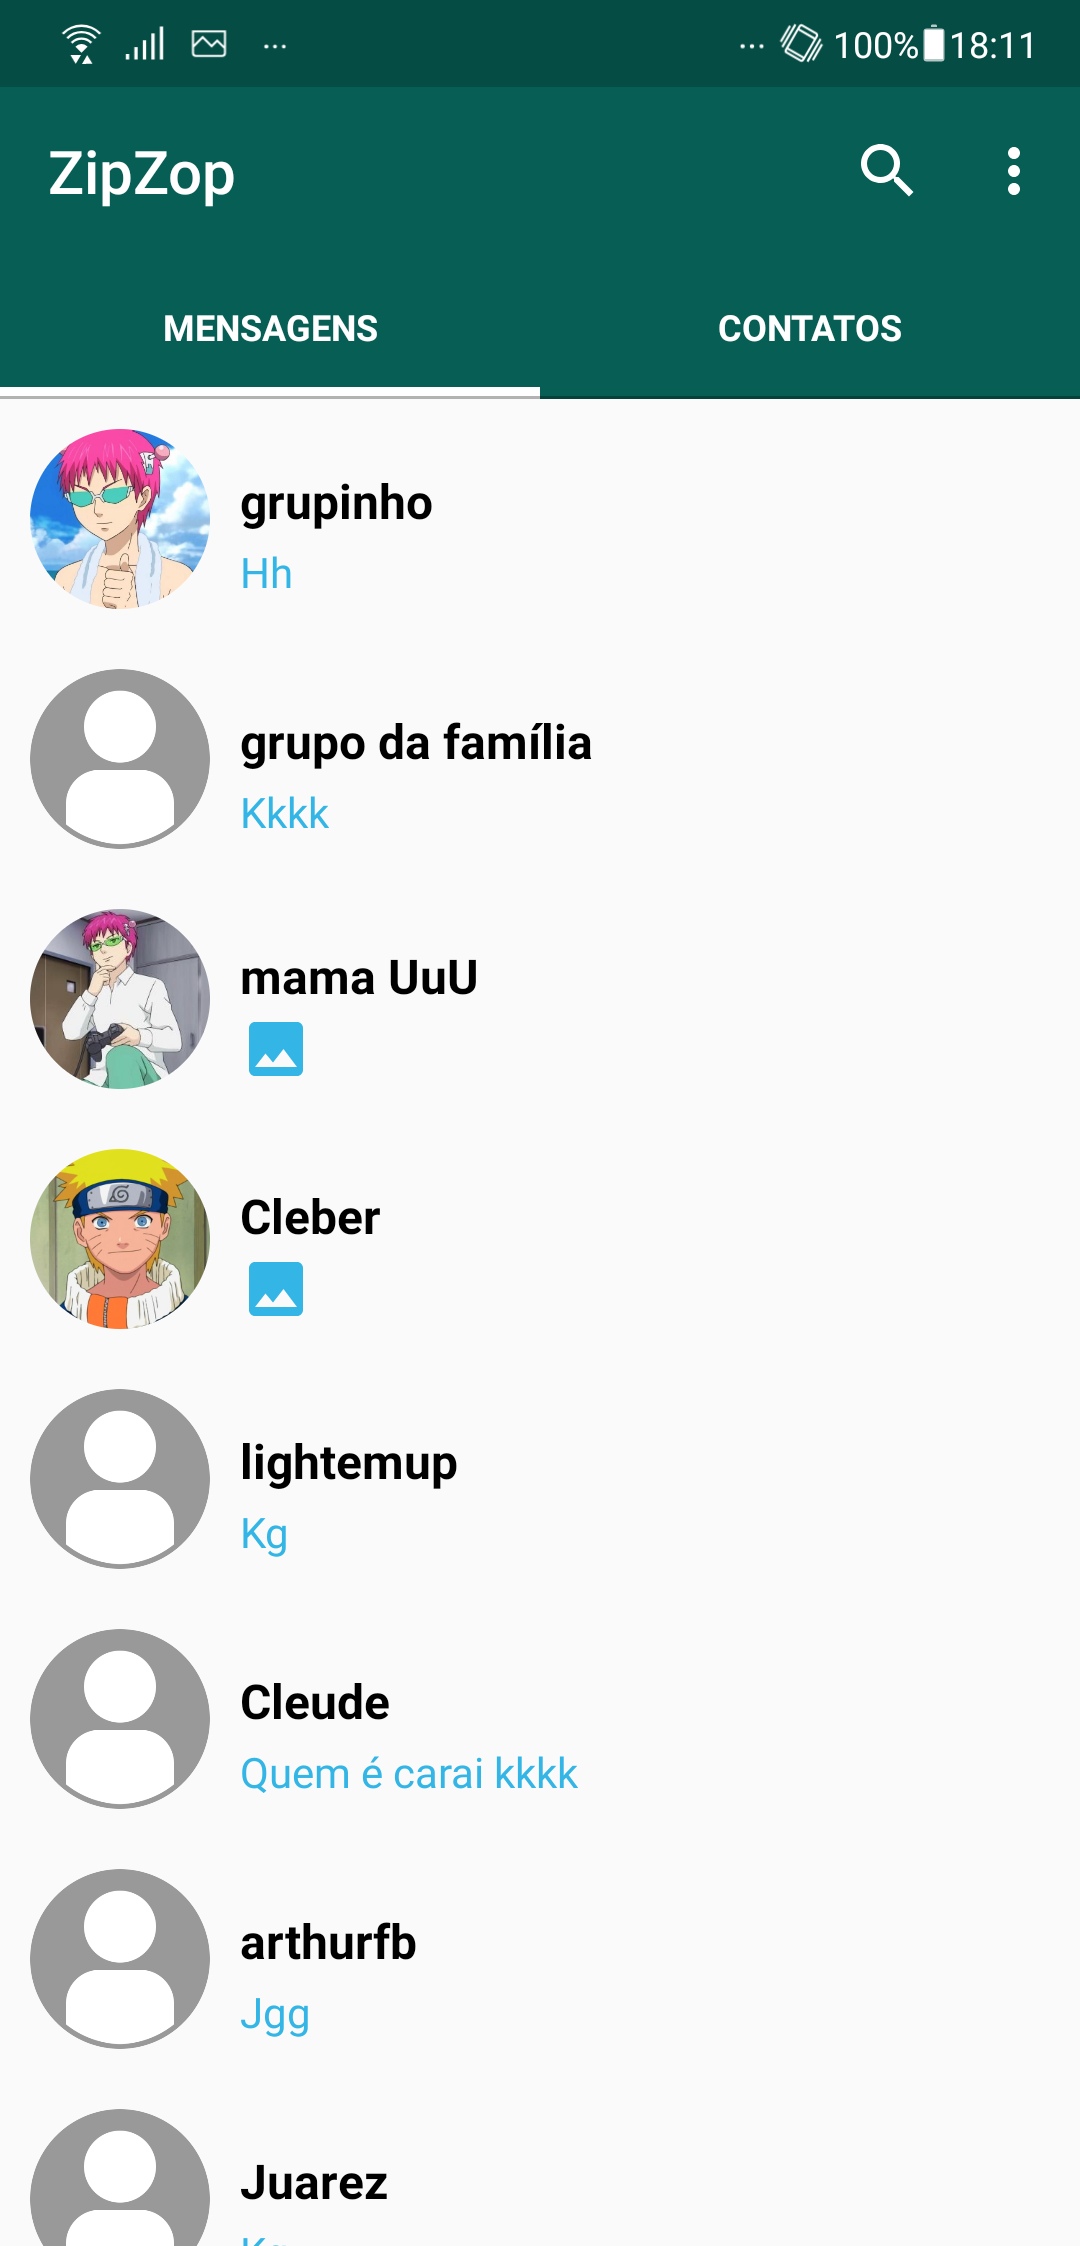 100% 18:11
ZipZop
MENSAGENS
CONTATOS
grupinho
Hh
grupo da família
Kkkk
mama UuU
Cleber
lightemup
Kg
Cleude
Quem é carai kkkk
arthurfb
Jgg
Juarez